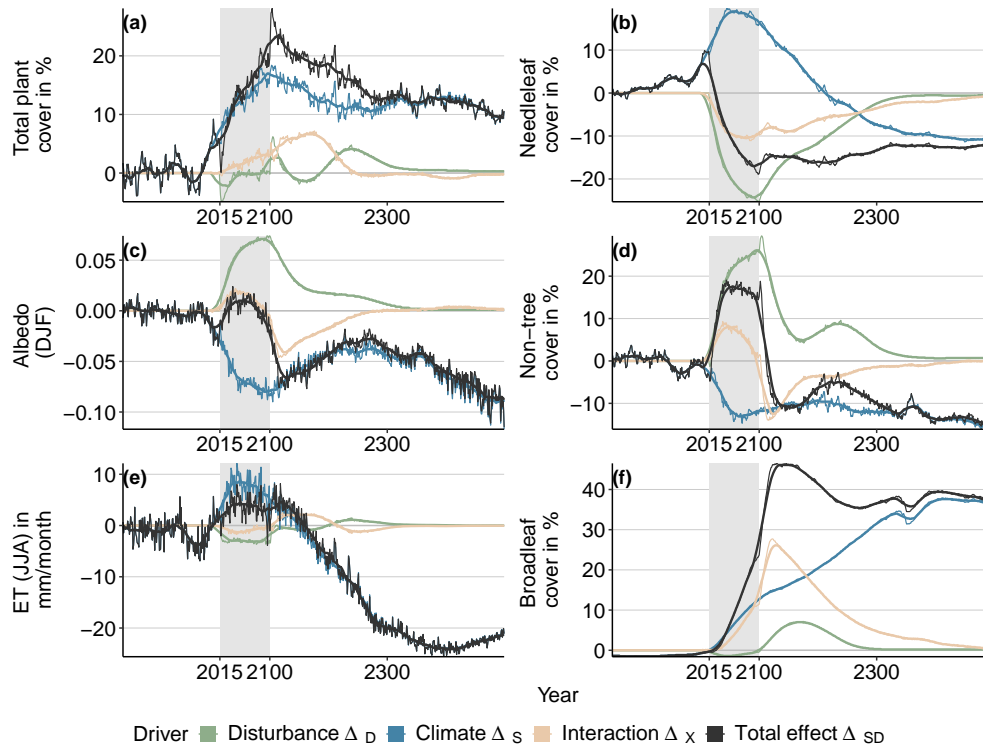 (a)
Total plant
cover in %
20
10
0
2015 2100 2300
(b)
Needleleaf
cover in %
10
0
−10
−20
2015 2100 2300
(c)
Albedo
(DJF)
0.05
0.00
−0.05
−0.10
2015 2100 2300
(d)
Non−tree
cover in %
20
10
0
−10
2015 2100 2300
(e)
ET (JJA) in
mm/month
10
0
−10
−20
2015 2100 2300
(f)
Broadleaf
cover in %
40
30
20
10
0
2015 2100 2300
Year
Driver Disturbance Δ D Climate Δ S Interaction Δ X Total effect Δ SD